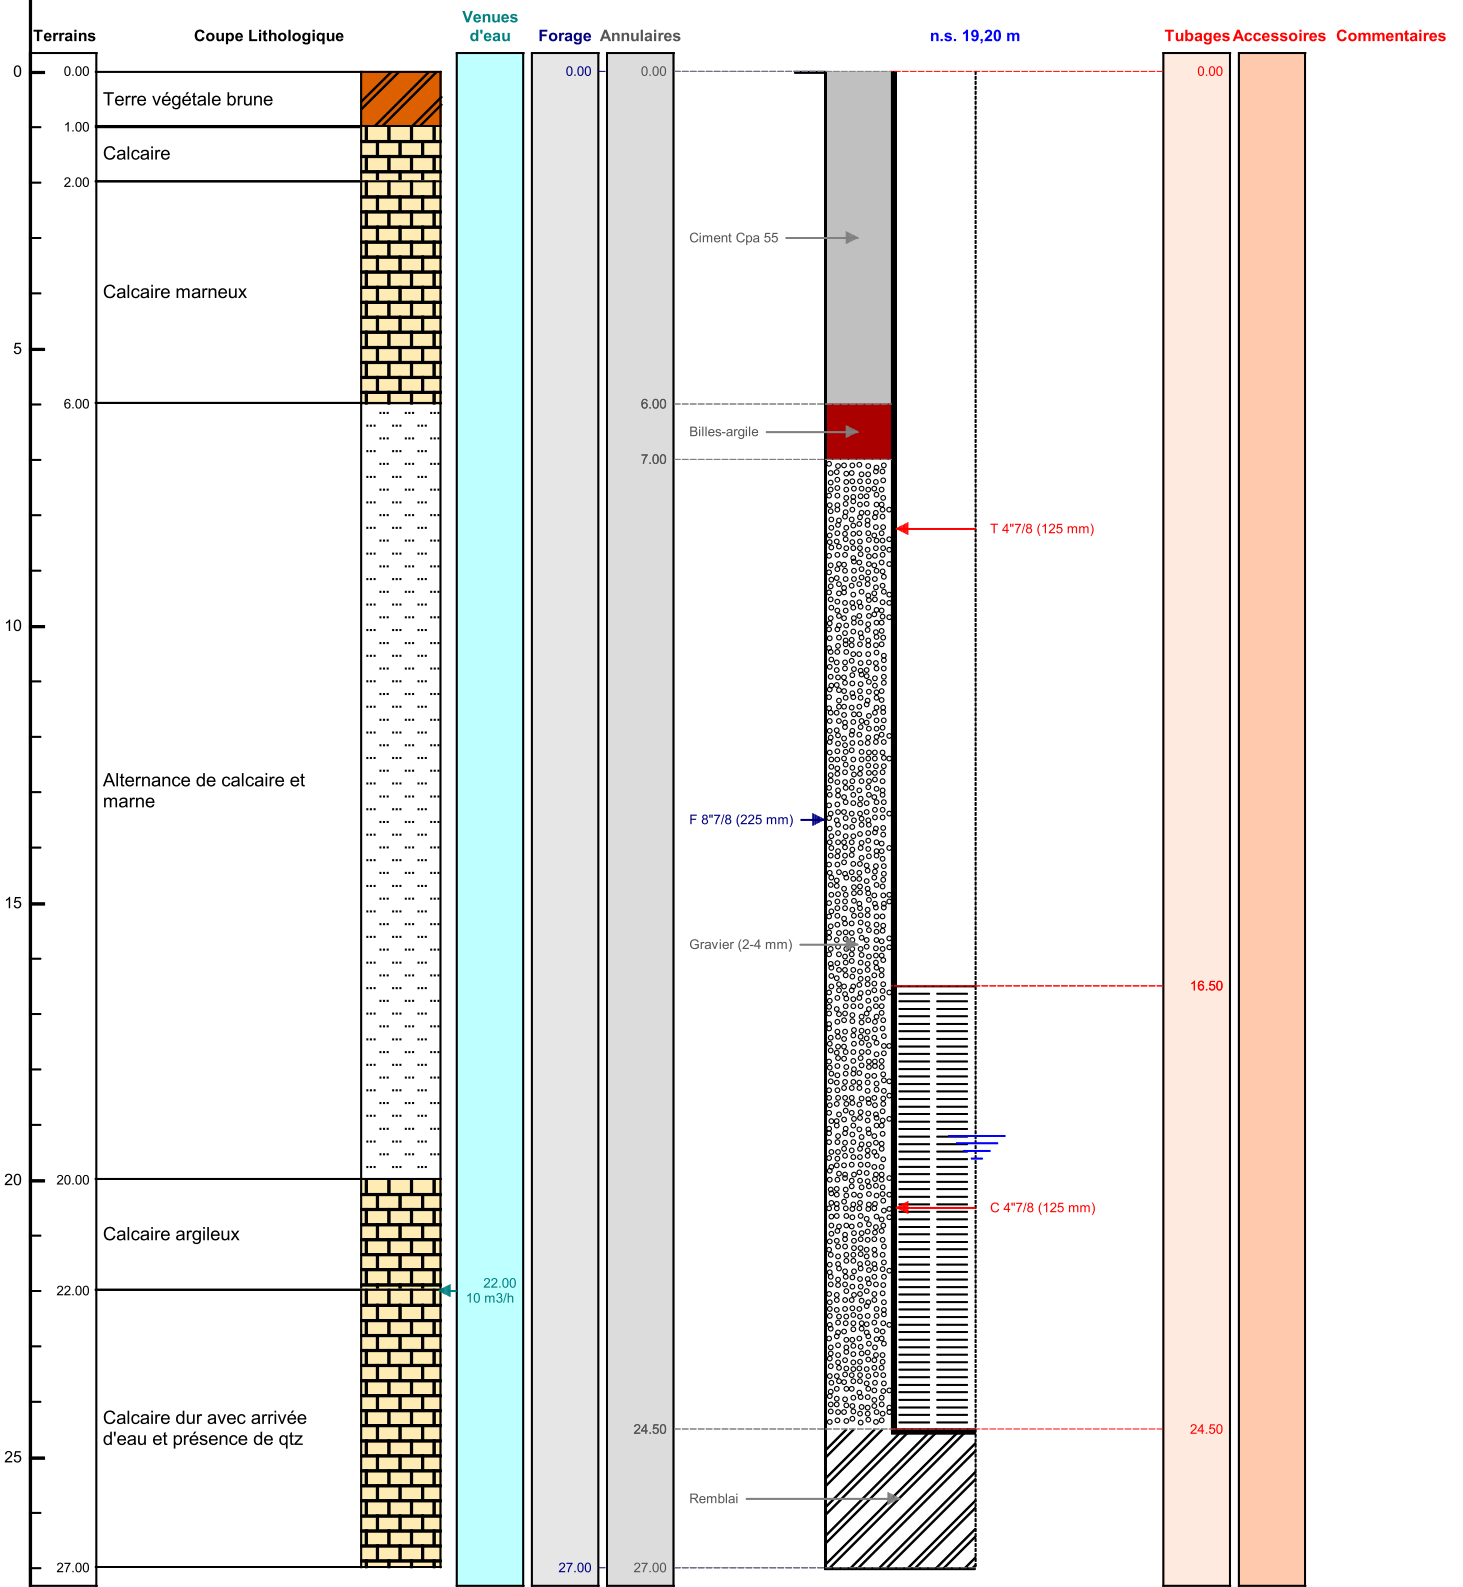 Terrains
Coupe Lithologique
Venues
d'eau
Forage
Annulaires
n.s. 19,20 m
Tubages
Accessoires
Commentaires
0
0.00
0.00
0.00
0.00
Terre végétale brune
1.00
Calcaire
2.00
Ciment Cpa 55
Calcaire marneux
5
6.00
6.00
Billes-argile
7.00
T 4"7/8 (125 mm)
10
Alternance de calcaire et
marne
F 8"7/8 (225 mm)
15
Gravier (2-4 mm)
16.50
20
20.00
C 4"7/8 (125 mm)
Calcaire argileux
22.00
22.00
10 m3/h
Calcaire dur avec arrivée
d'eau et présence de qtz
24.50
24.50
25
Remblai
27.00
27.00
27.00